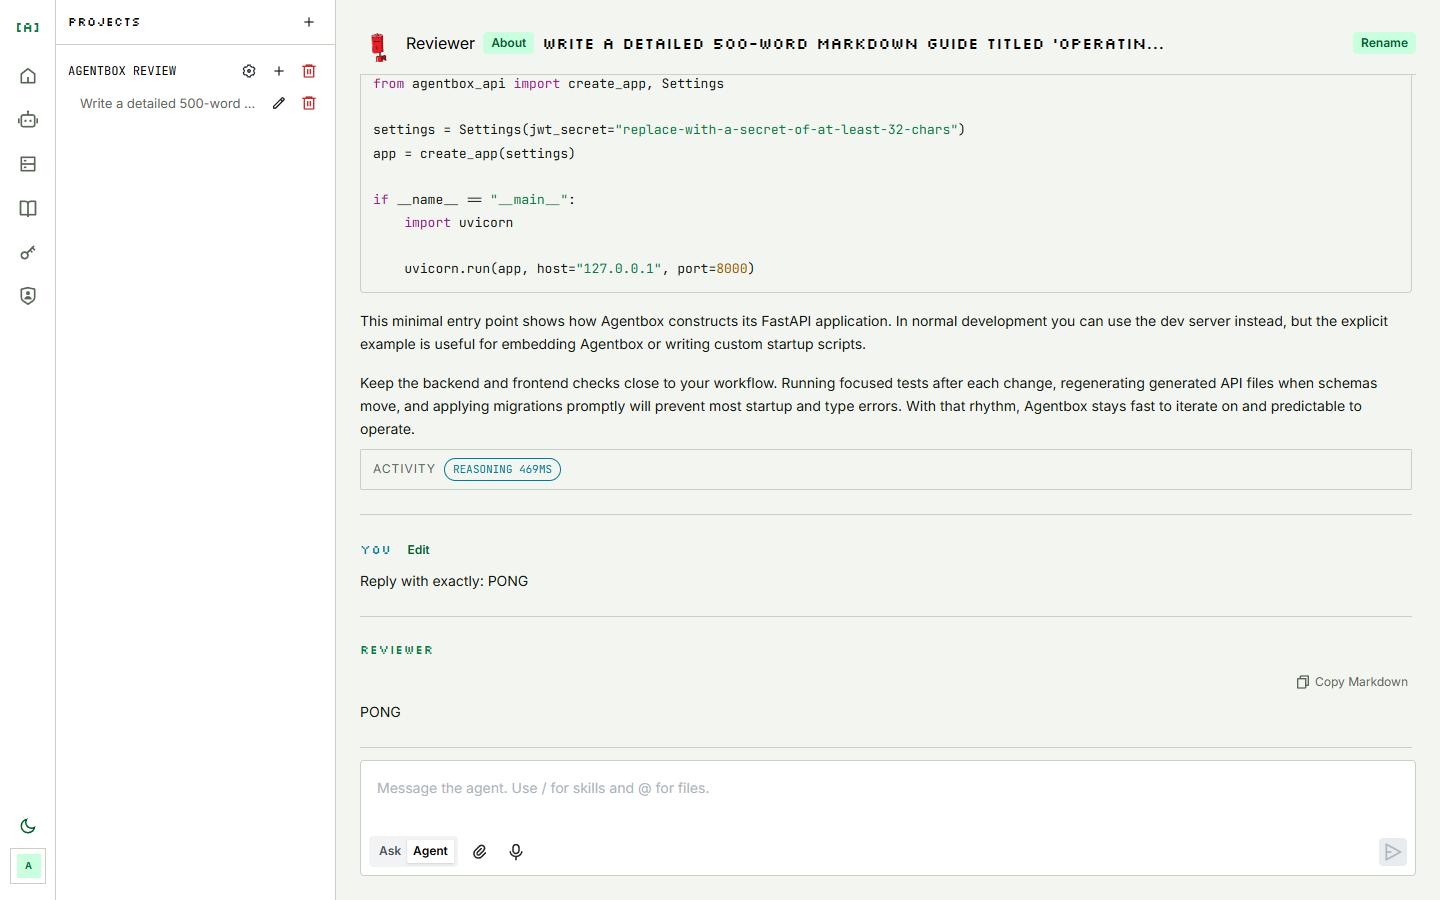 [A]
PROJECTS
AGENTBOX REVIEW
Write a detailed 500-word ...
A
Reviewer About WRITE A DETAILED 500-WORD MARKDOWN GUIDE TITLED 'OPERATIN... Rename
from agentbox_api import create_app, Settings
settings = Settings(jwt_secret="replace-with-a-secret-of-at-least-32-chars")
app = create_app(settings)
if __name__ == "__main__":
    import uvicorn
    uvicorn.run(app, host="127.0.0.1", port=8000)
This minimal entry point shows how Agentbox constructs its FastAPI application. In normal development you can use the dev server instead, but the explicit
example is useful for embedding Agentbox or writing custom startup scripts.
Keep the backend and frontend checks close to your workflow. Running focused tests after each change, regenerating generated API files when schemas
move, and applying migrations promptly will prevent most startup and type errors. With that rhythm, Agentbox stays fast to iterate on and predictable to
operate.
ACTIVITY REASONING 469MS
YOU Edit
Reply with exactly: PONG
REVIEWER
Copy Markdown
PONG
Message the agent. Use / for skills and @ for files.
Ask Agent